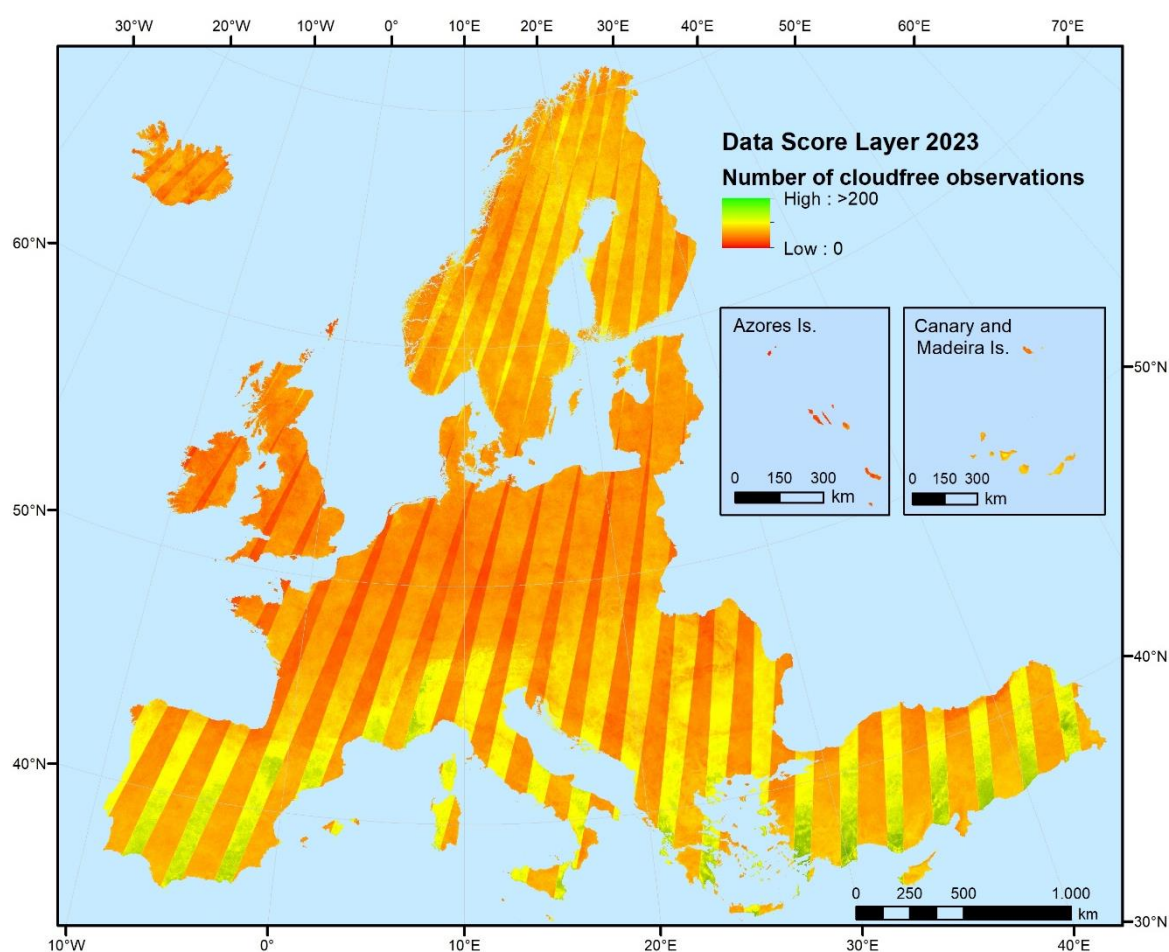 30°W 20°W 10°W 0° 10°E 20°E 30°E 40°E 50°E 60°E 70°E
Data Score Layer 2023
Number of cloudfree observations
High : >200
Low : 0
60°N
Azores Is.
Canary and
Madeira Is.
50°N
0 150 300
km
0 150 300
km
50°N
40°N
40°N
0 250 500 1.000
km
30°N
10°W 0° 10°E 20°E 30°E 40°E